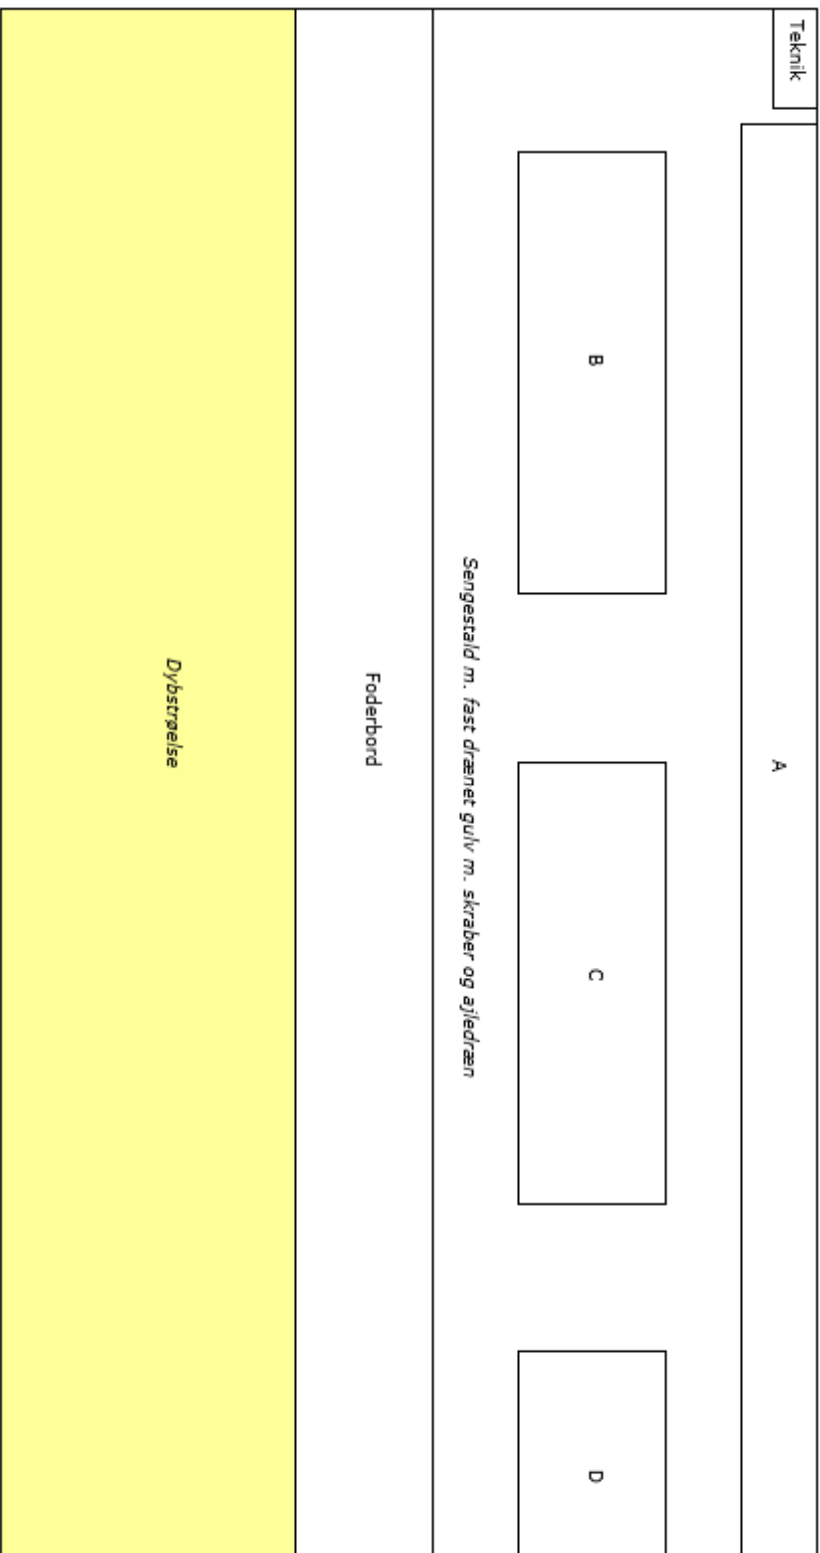 Teknik
A
B
C
D
Sengestald m. fast drænet gulv m. skraber og ajledræn
Foderbord
Dybstrøelse